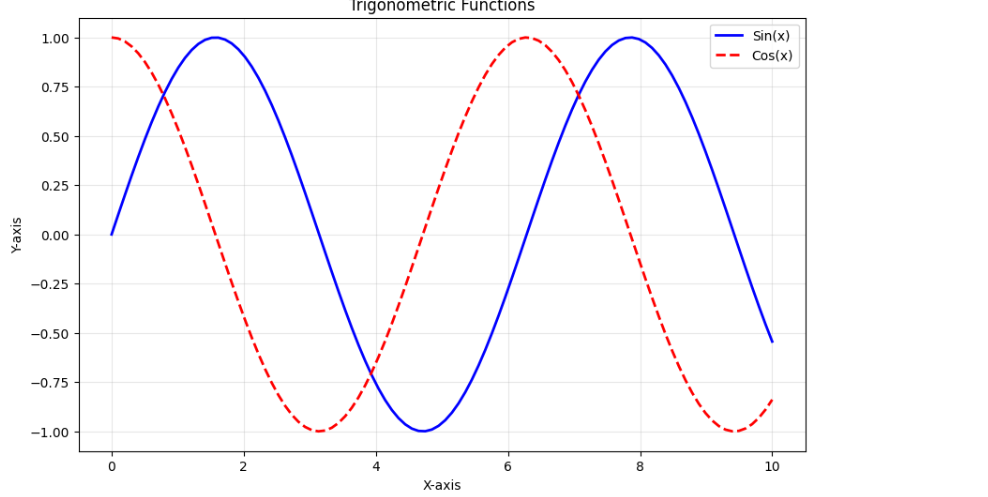 Trigonometric Functions
Sin(x)
Cos(x)
1.00
0.75
0.50
0.25
0.00
−0.25
−0.50
−0.75
−1.00
Y-axis
0 2 4 6 8 10
X-axis